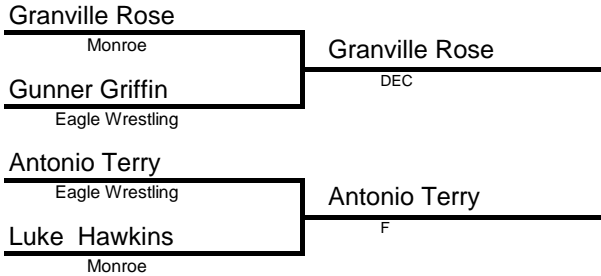 Granville Rose
Monroe
Granville Rose
DEC
Gunner Griffin
Eagle Wrestling
Antonio Terry
Eagle Wrestling
Antonio Terry
F
Luke  Hawkins
Monroe